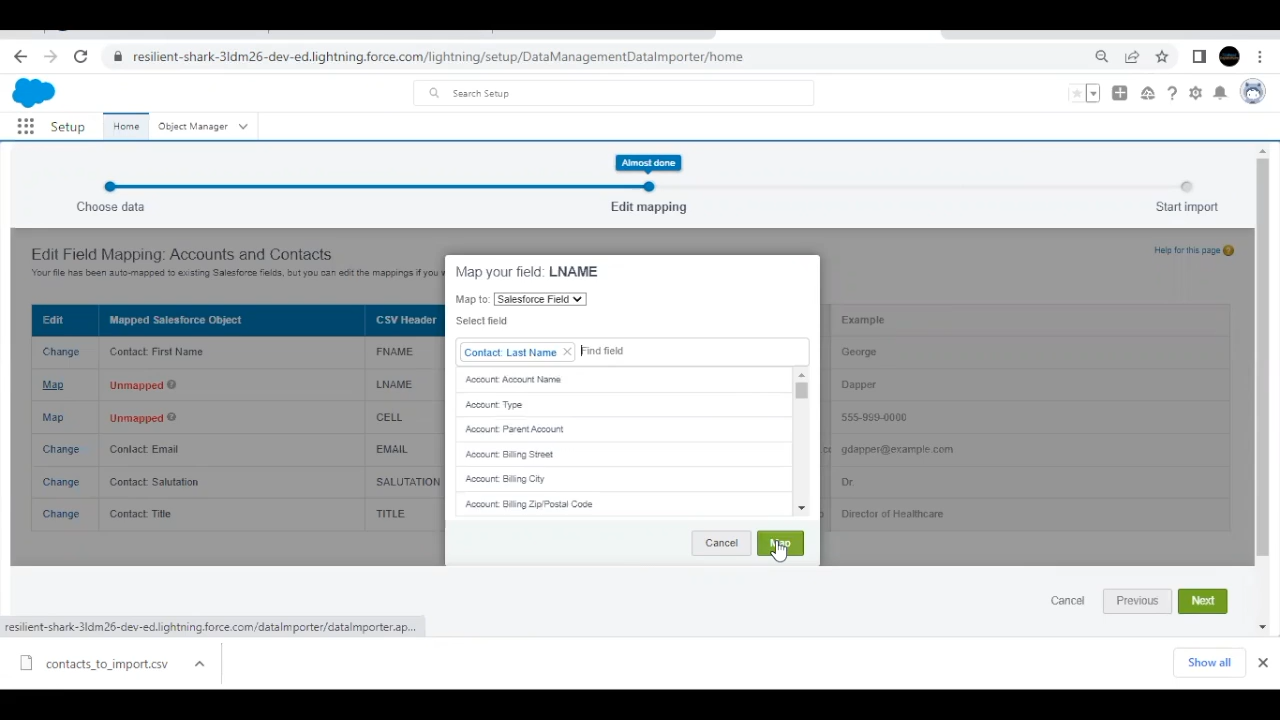 resilient-shark-3ldm26-dev-ed.lightning.force.com/lightning/setup/DataManagementDataImporter/home
Search Setup
Setup
Home
Object Manager
Almost done
Choose data
Edit mapping
Start import
Edit Field Mapping: Accounts and Contacts
Help for this page
Your file has been auto-mapped to existing Salesforce fields, but you can edit the mappings if you w
Edit Mapped Salesforce Object CSV Header Example
Change Contact: First Name FNAME George
Map Unmapped LNAME Dapper
Map Unmapped CELL 555-999-0000
Change Contact: Email EMAIL gdapper@example.com
Change Contact: Salutation SALUTATION Dr.
Change Contact: Title TITLE Director of Healthcare
Map your field: LNAME
Map to: Salesforce Field
Select field
Contact: Last Name Find field
Account: Account Name
Account: Type
Account: Parent Account
Account: Billing Street
Account: Billing City
Account: Billing Zip/Postal Code
Cancel Map
Cancel Previous Next
resilient-shark-3ldm26-dev-ed.lightning.force.com/dataImporter/dataImporter.ap...
contacts_to_import.csv
Show all